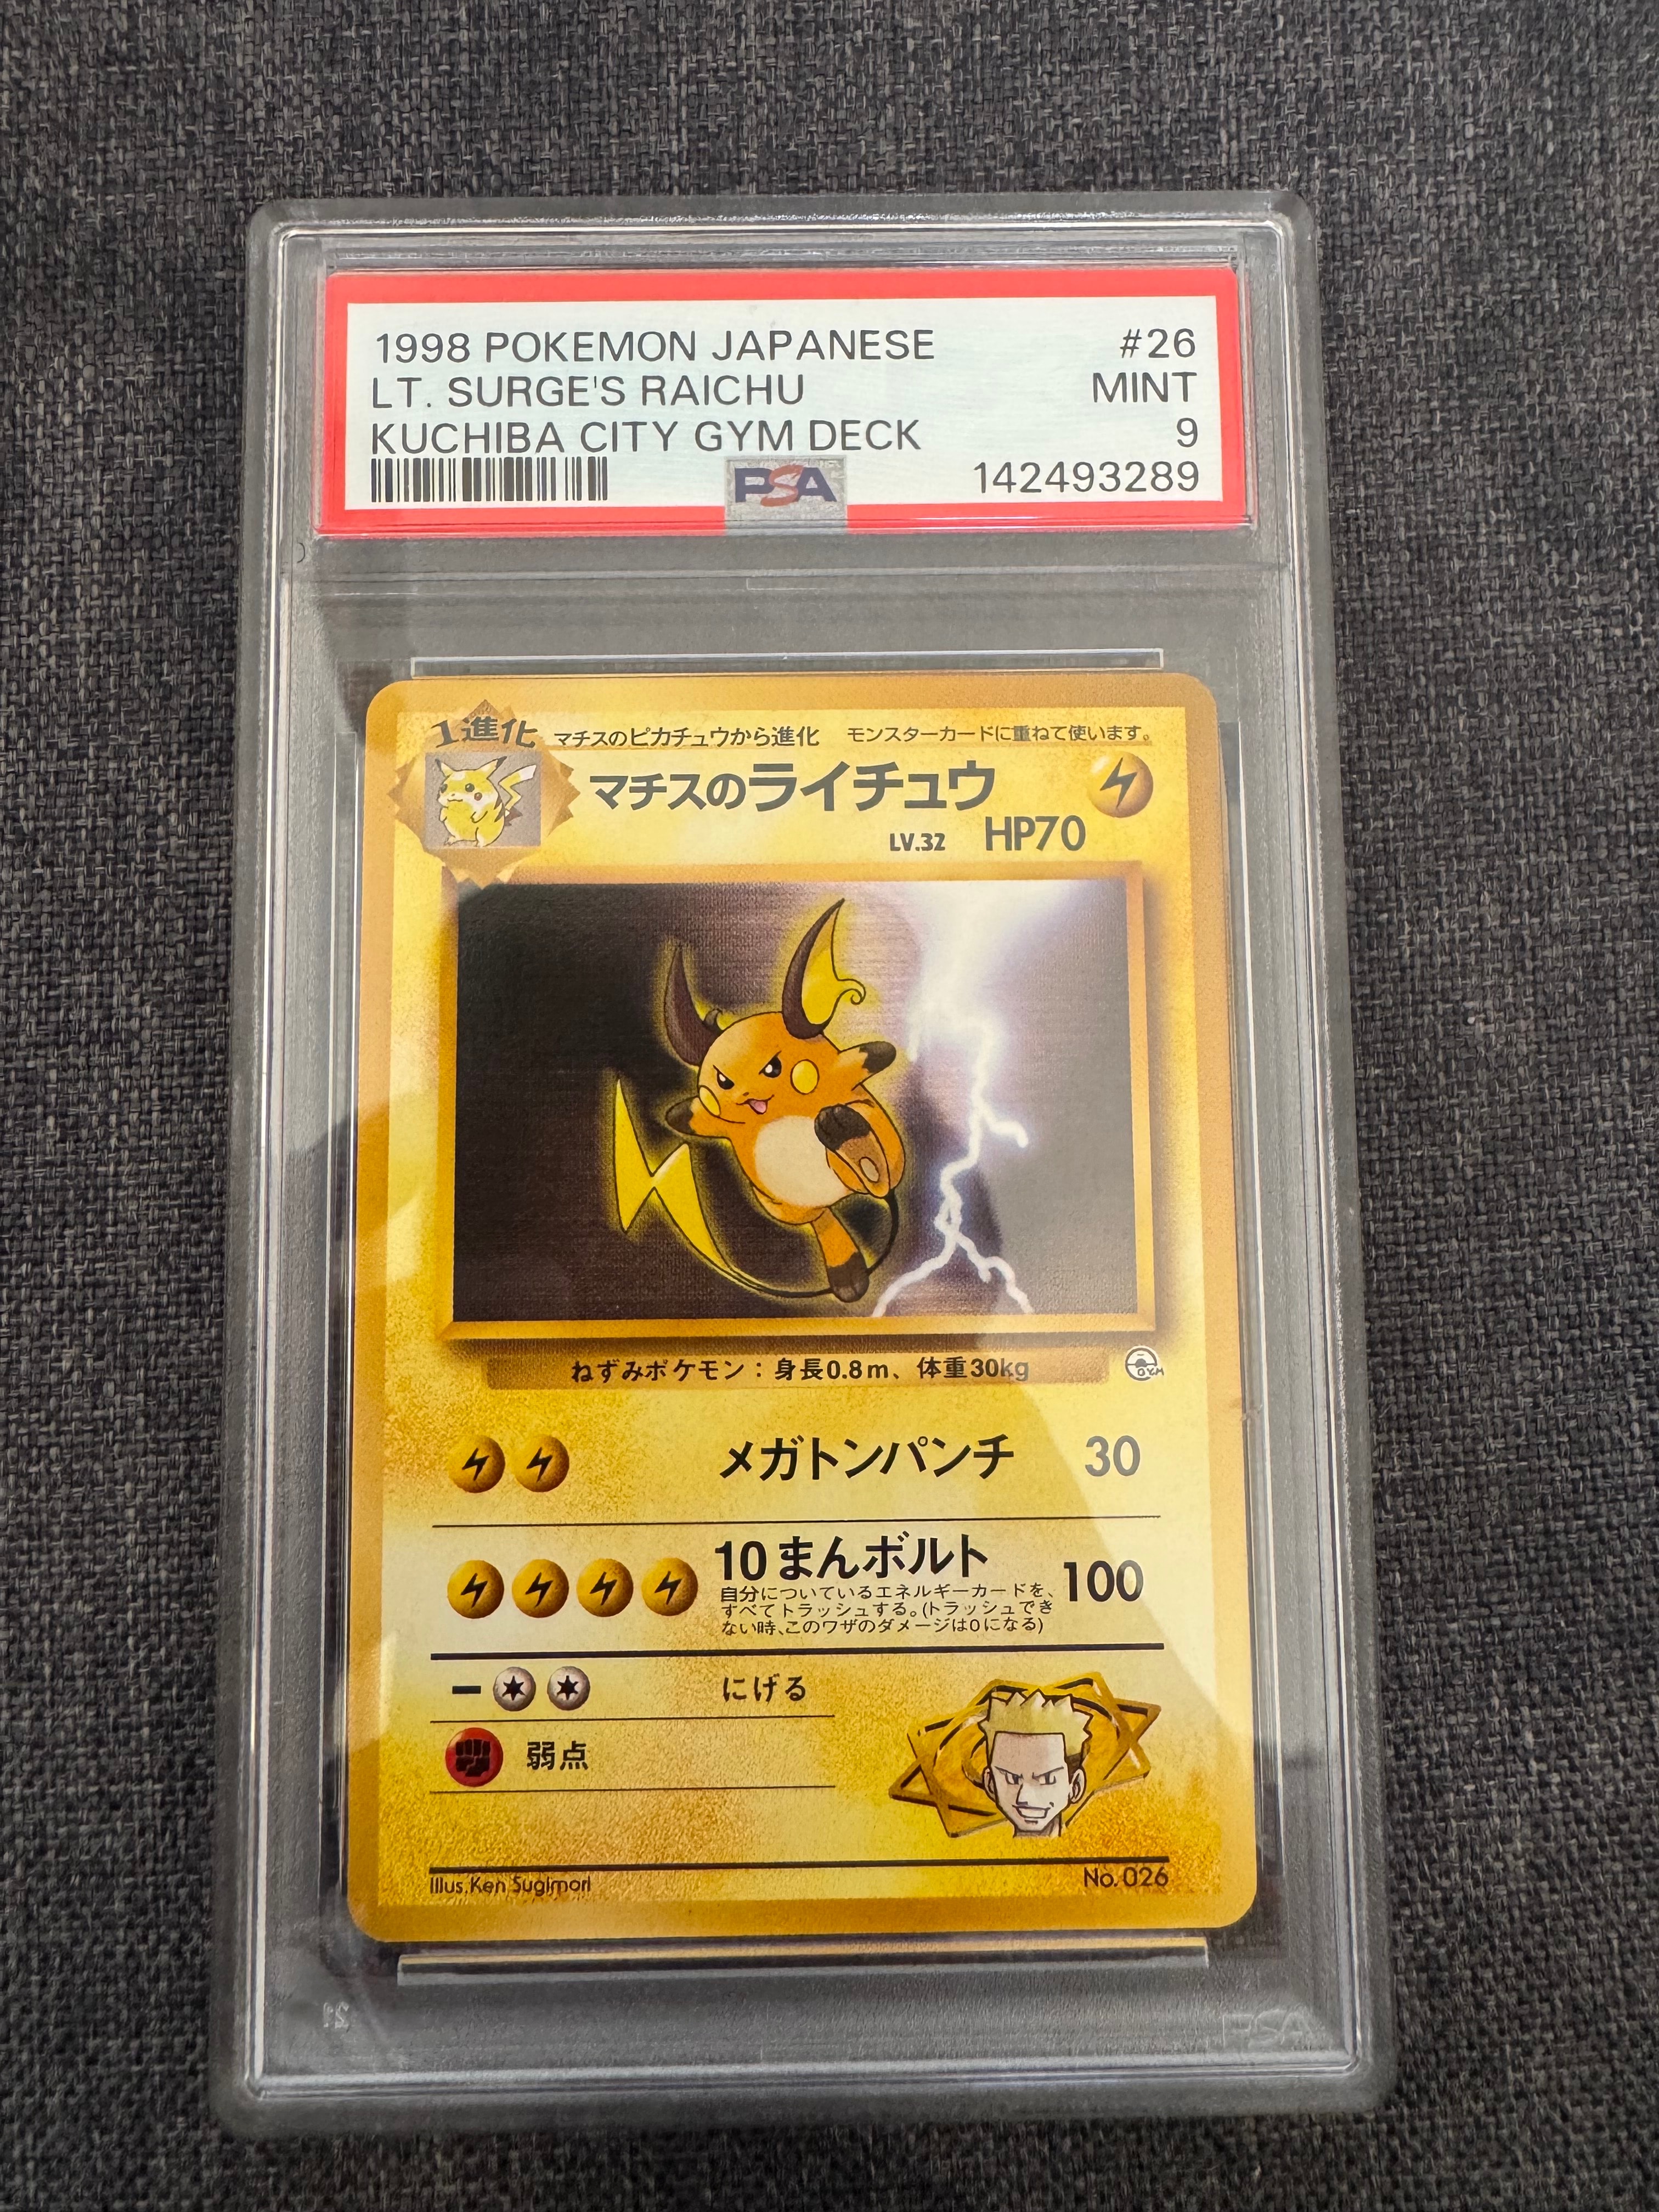 1998 POKEMON JAPANESE #26
LT. SURGE'S RAICHU MINT
KUCHIBA CITY GYM DECK 9
PSA 142493289
1進化 マチスのピカチュウから進化 モンスターカードに重ねて使います。
マチスのライチュウ
LV.32 HP70
ねずみポケモン：身長0.8m、体重30kg
GYM
メガトンパンチ 30
10まんボルト 100
自分についているエネルギーカードを、
すべてトラッシュする。(トラッシュでき
ない時、このワザのダメージは0になる)
にげる
弱点
Illus.Ken Sugimori No.026
PSA